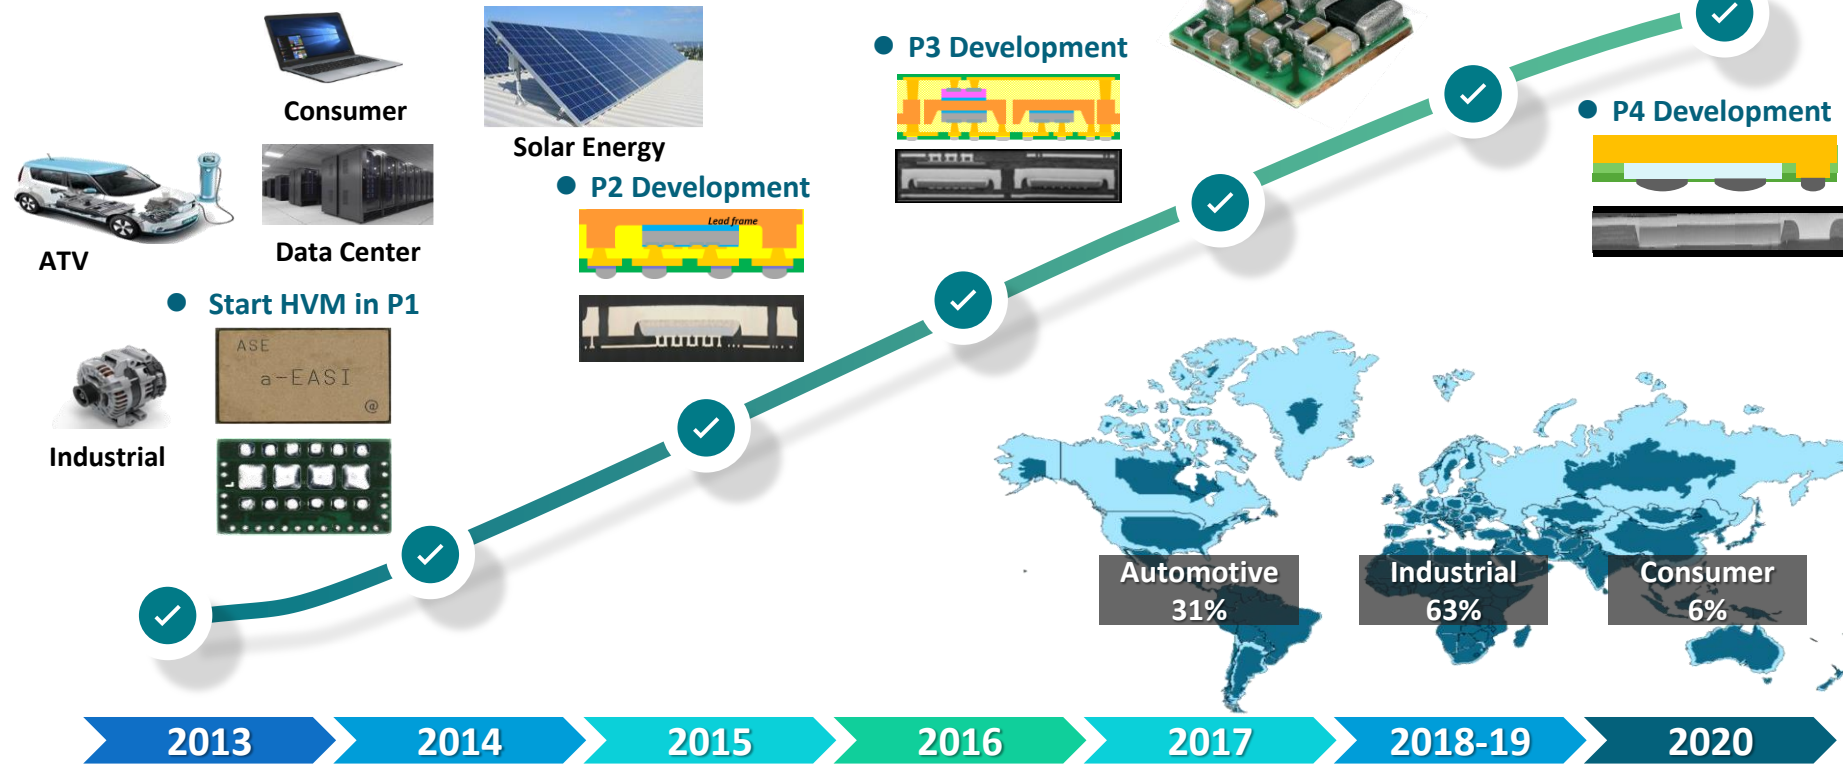 Consumer
Solar Energy
ATV
Data Center
Industrial
● Start HVM in P1
ASE
a-EASI
@
● P2 Development
Lead frame
● P3 Development
● P4 Development
Automotive
31%
Industrial
63%
Consumer
6%
2013
2014
2015
2016
2017
2018-19
2020